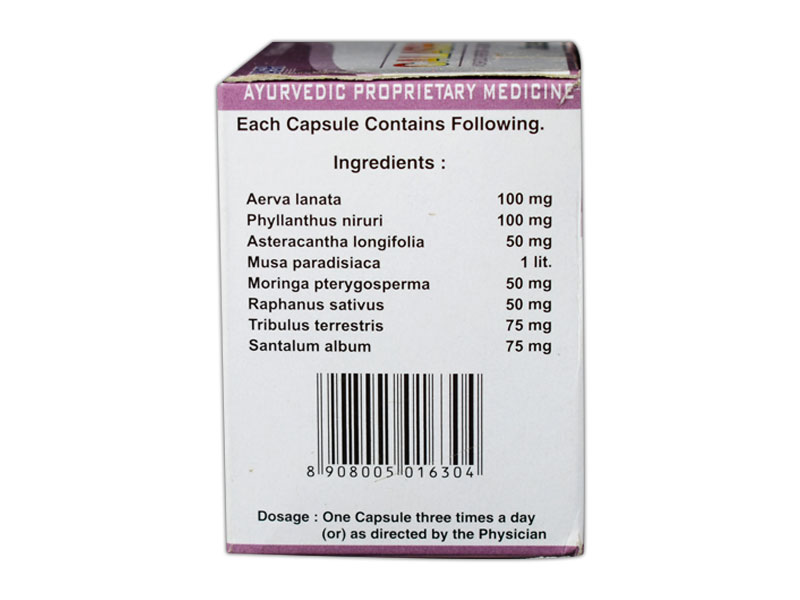 AYURVEDIC PROPRIETARY MEDICINE
Each Capsule Contains Following.
Ingredients :
Aerva lanata 100 mg
Phyllanthus niruri 100 mg
Asteracantha longifolia 50 mg
Musa paradisiaca 1 lit.
Moringa pterygosperma 50 mg
Raphanus sativus 50 mg
Tribulus terrestris 75 mg
Santalum album 75 mg
8 908005 016304
Dosage : One Capsule three times a day
(or) as directed by the Physician